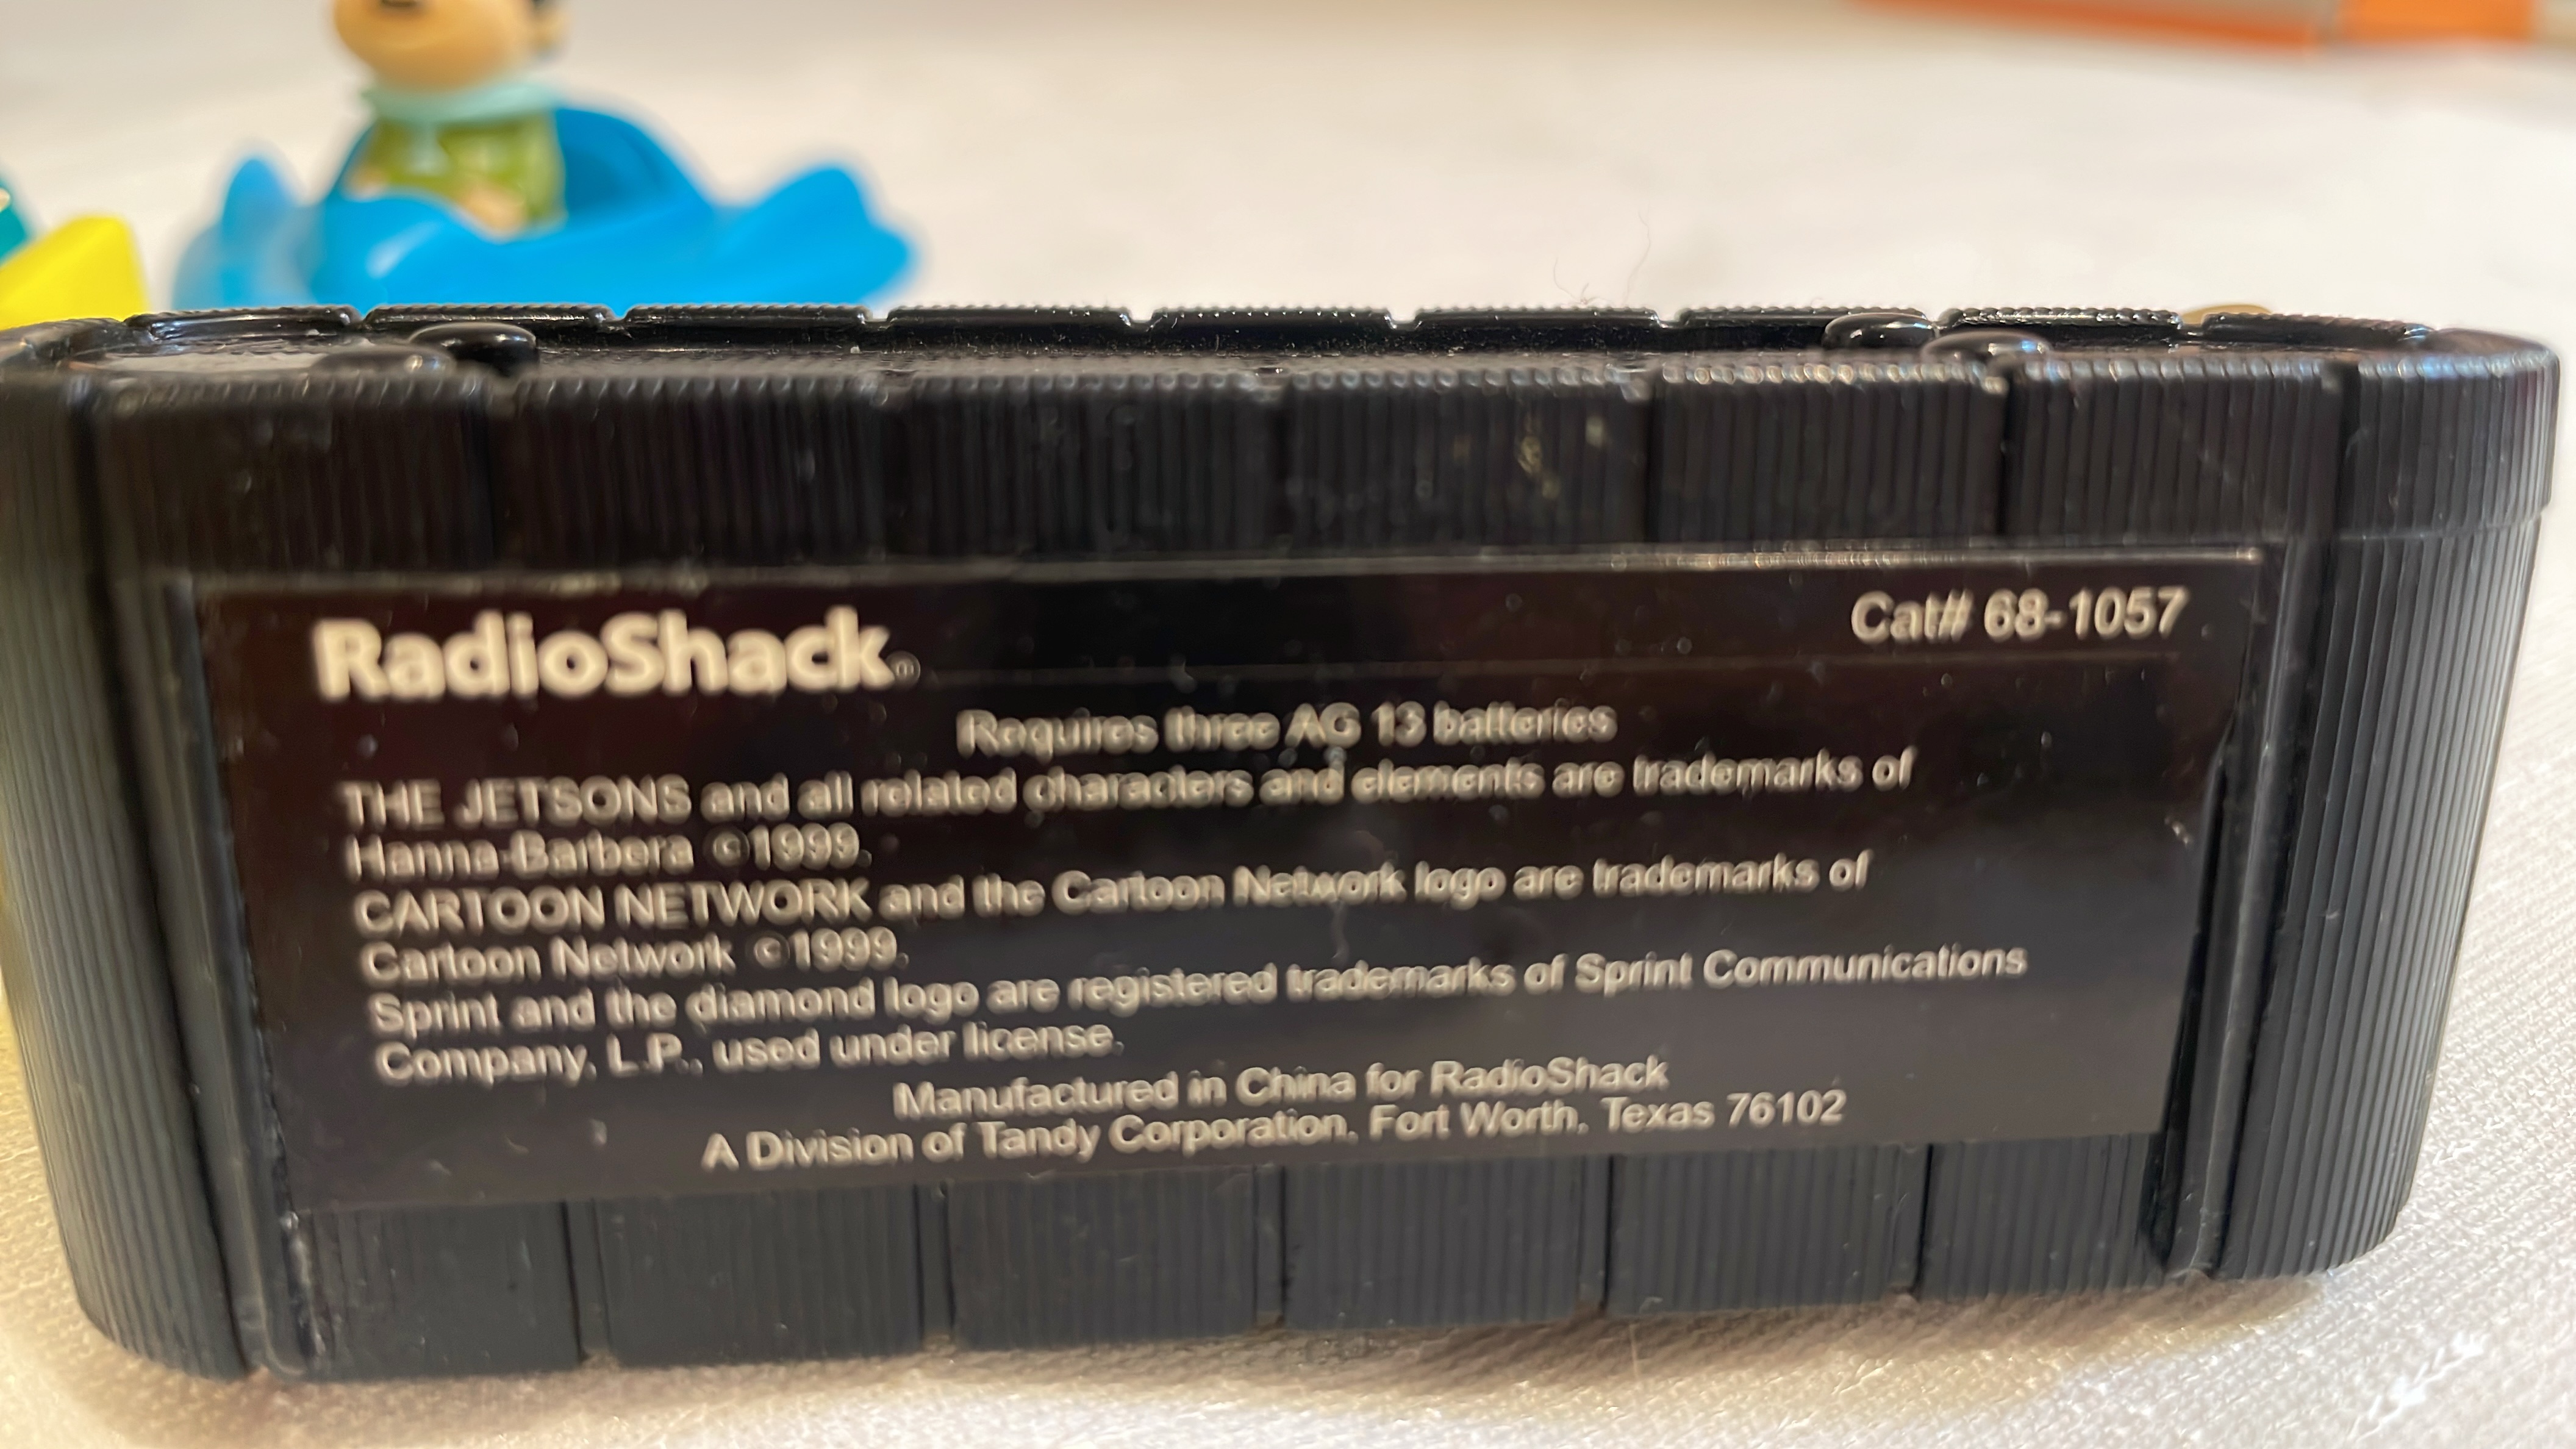 RadioShack®
Cat# 68-1057
Requires three AG 13 batteries
THE JETSONS and all related characters and elements are trademarks of
Hanna-Barbera ©1999.
CARTOON NETWORK and the Cartoon Network logo are trademarks of
Cartoon Network ©1999.
Sprint and the diamond logo are registered trademarks of Sprint Communications
Company, L.P., used under license.
Manufactured in China for RadioShack
A Division of Tandy Corporation, Fort Worth, Texas 76102